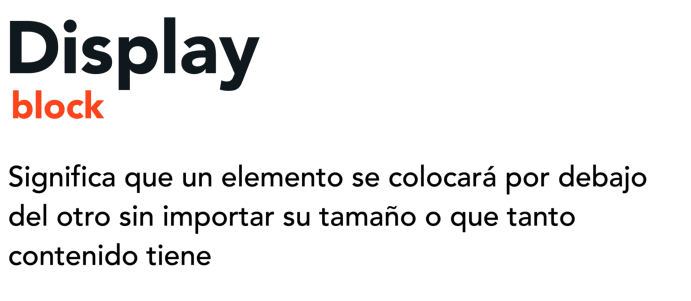 Display
block
Significa que un elemento se colocará por debajo
del otro sin importar su tamaño o que tanto
contenido tiene